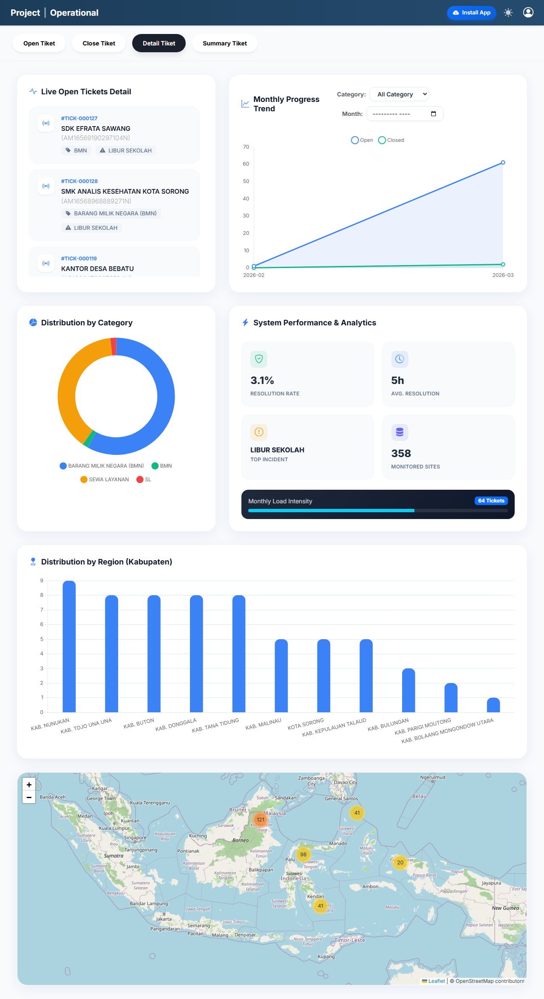 Project | Operational
Install App
Open Tiket
Close Tiket
Detail Tiket
Summary Tiket
Live Open Tickets Detail
#TICK-000127
SDK EFRATA SAWANG
(AM16569190297104N)
BMN
LIBUR SEKOLAH
#TICK-000128
SMK ANALIS KESEHATAN KOTA SORONG
(AM16568968889271N)
BARANG MILIK NEGARA (BMN)
LIBUR SEKOLAH
#TICK-000119
KANTOR DESA BEBATU
Monthly Progress
Trend
Category:
All Category
Month:
--------- ----
Open
Closed
70
60
50
40
30
20
10
0
2026-02
2026-03
Distribution by Category
BARANG MILIK NEGARA (BMN)
BMN
SEWA LAYANAN
SL
System Performance & Analytics
3.1%
RESOLUTION RATE
5h
AVG. RESOLUTION
LIBUR SEKOLAH
TOP INCIDENT
358
MONITORED SITES
Monthly Load Intensity
64 Tickets
Distribution by Region (Kabupaten)
9
8
7
6
5
4
3
2
1
0
KAB. NUNUKAN
KAB. TOJO UNA UNA
KAB. BUTON
KAB. DONGGALA
KAB. TANA TIDUNG
KAB. MALINAU
KOTA SORONG
KAB. KEPULAUAN TALAUD
KAB. BULUNGAN
KAB. PARIGI MOUTONG
KAB. BOLAANG MONGONDOW UTARA
+
−
Zamboanga
City
Davao City
Ngerulmud
Kangar
Banda Aceh
George Town
Kuala Terengganu
Sabah
Sandakan
General Santos
Belau
Ipoh
Brunei
Malaysia
41
Aceh
Medan
Kuantan
121
Kuala Lumpur
Sarawak
Kalimantan
Utara
Sulawesi
Utara
Sumatera
Utara
Kepulauan
Riau
Kuching
Singapore
Borneo
Manado
Riau
Tanjungpinang
Pontianak
Kalimantan
Timur
Maluku
Utara
Sumatra
98
Palu
Sulawesi
Tengah
20
Sumatra
Barat
Jambi
Kalimantan
Barat
Balikpapan
Sulawesi
Indonesia
Papua
Papua Barat
Kalimantan
Tengah
Sumatera
Selatan
Kalimantan
Selatan
Ambon
Jayapura
Bengkulu
Papua Tengah
East Sep
Kendari
Sulawesi
Selatan
Bandar Lampung
41
Tenggara
Jawa Tengah
Maluku
New Guinea
Jakarta
Jawa Timur
Semarang
Papua Selatan
Western
Pangandaran
Pacitan
Malang
Denpasar
Nusa Tenggara
Timur
Timor-Leste
Kupang
Leaflet | © OpenStreetMap contributors